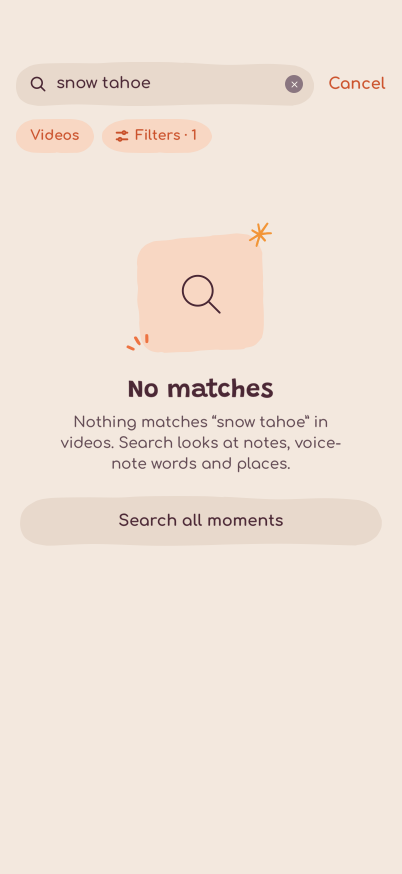 snow tahoe
Cancel
Videos
Filters · 1
No matches
Nothing matches “snow tahoe” in
videos. Search looks at notes, voice-
note words and places.
Search all moments